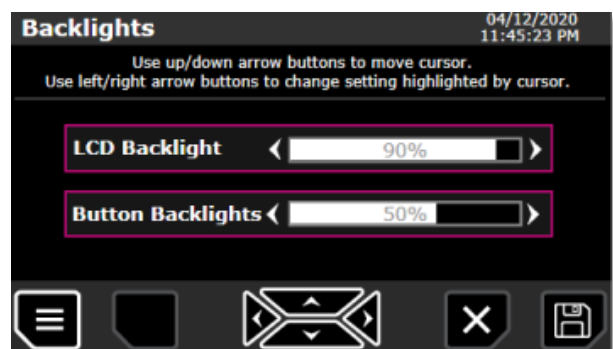 Backlights
04/12/2020
11:45:23 PM
Use up/down arrow buttons to move cursor.
Use left/right arrow buttons to change setting highlighted by cursor.
LCD Backlight
90%
Button Backlights
50%